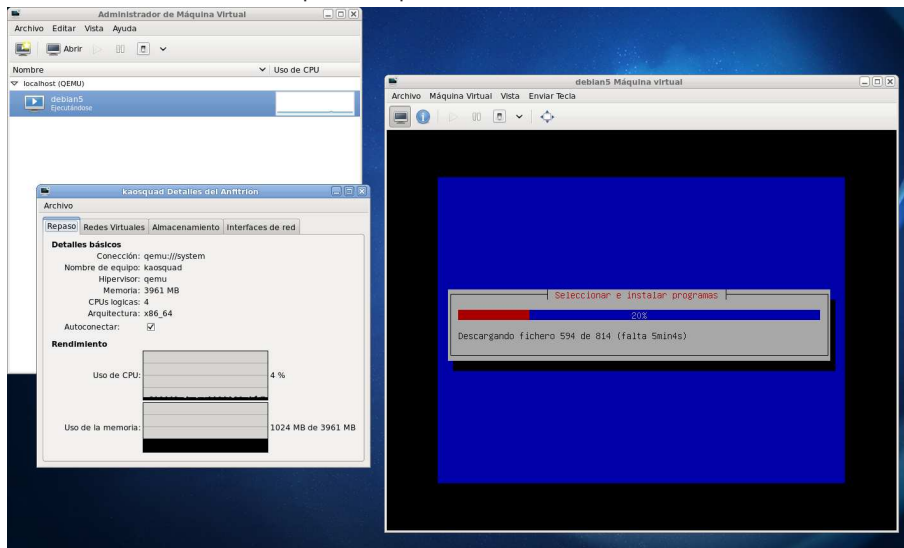 Administrador de Máquina Virtual
Archivo Editar Vista Ayuda
Abrir
Nombre Uso de CPU
localhost (QEMU)
debian5
Ejecutándose
kaosquad Detalles del Anfitrion
Archivo
Repaso Redes Virtuales Almacenamiento Interfaces de red
Detalles básicos
Conección: qemu:///system
Nombre de equipo: kaosquad
Hipervisor: qemu
Memoria: 3961 MB
CPUs logicas: 4
Arquitectura: x86_64
Autoconectar:
Rendimiento
Uso de CPU: 4 %
Uso de la memoria: 1024 MB de 3961 MB
debian5 Máquina virtual
Archivo Máquina Virtual Vista Enviar Tecla
Seleccionar e instalar programas
20%
Descargando fichero 594 de 814 (falta 5min4s)